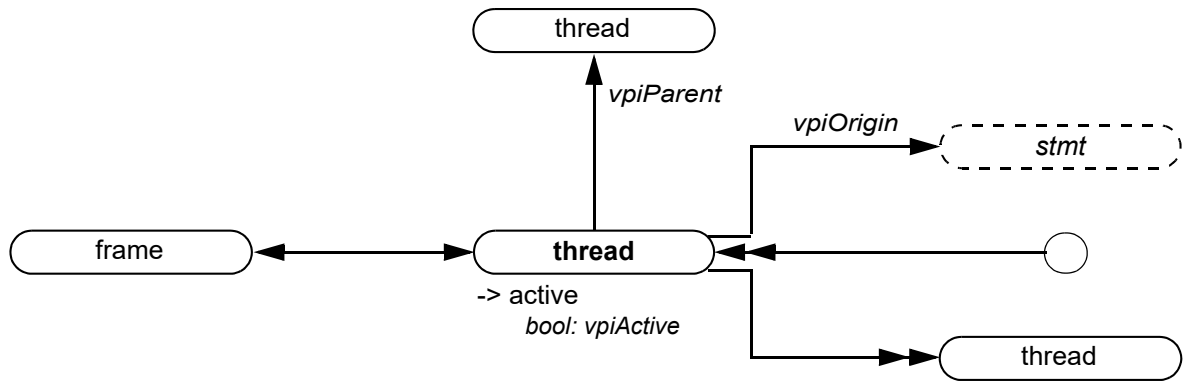 thread
vpiParent
vpiOrigin
stmt
frame
thread
-> active
bool: vpiActive
thread